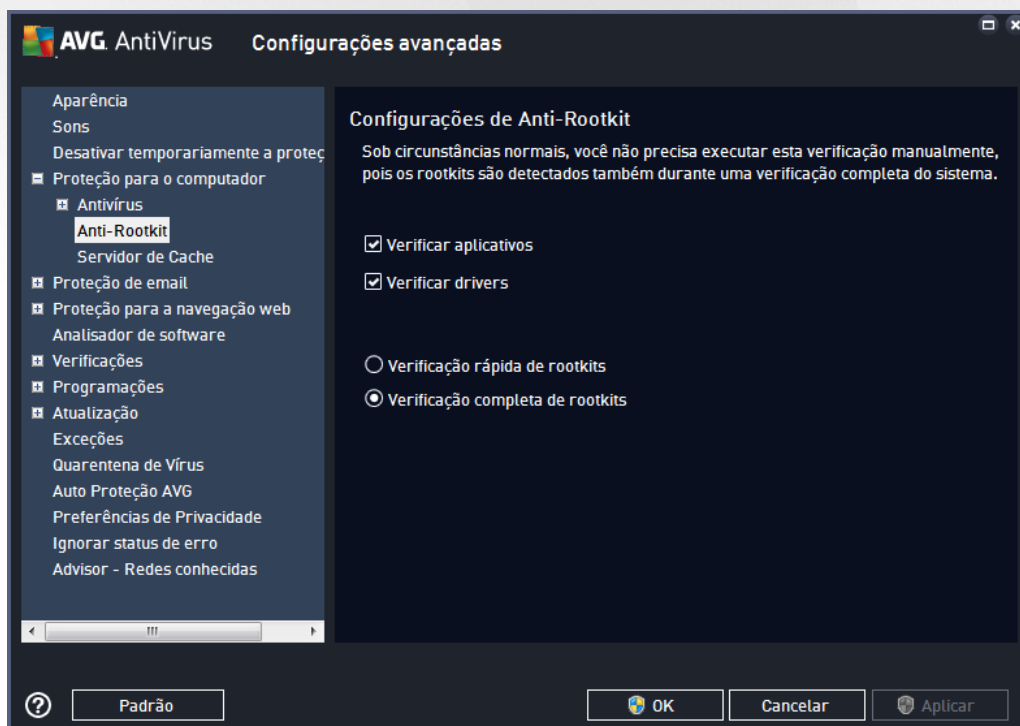 AVG. AntiVirus Configurações avançadas
Aparência
Sons
Desativar temporariamente a proteç
Proteção para o computador
Antivírus
Anti-Rootkit
Servidor de Cache
Proteção de email
Proteção para a navegação web
Analisador de software
Verificações
Programações
Atualização
Exceções
Quarentena de Vírus
Auto Proteção AVG
Preferências de Privacidade
Ignorar status de erro
Advisor - Redes conhecidas
Configurações de Anti-Rootkit
Sob circunstâncias normais, você não precisa executar esta verificação manualmente,
pois os rootkits são detectados também durante uma verificação completa do sistema.
Verificar aplicativos
Verificar drivers
Verificação rápida de rootkits
Verificação completa de rootkits
Padrão OK Cancelar Aplicar